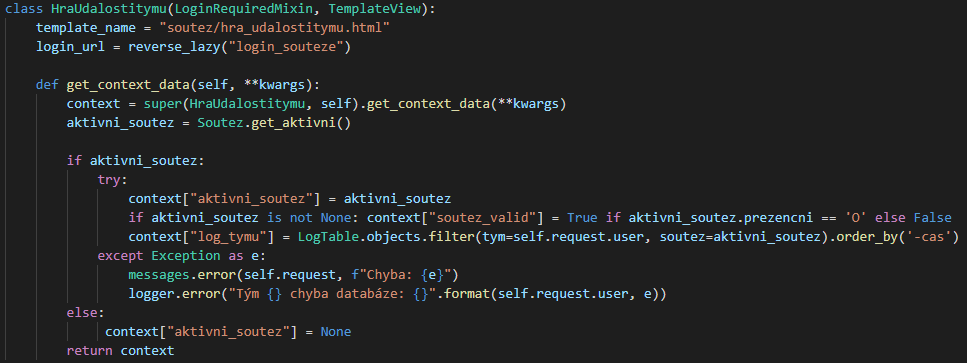 class HraUdalostitymu(LoginRequiredMixin, TemplateView):
    template_name = "soutez/hra_udalostitymu.html"
    login_url = reverse_lazy("login_souteze")

    def get_context_data(self, **kwargs):
        context = super(HraUdalostitymu, self).get_context_data(**kwargs)
        aktivni_soutez = Soutez.get_aktivni()

        if aktivni_soutez:
            try:
                context["aktivni_soutez"] = aktivni_soutez
                if aktivni_soutez is not None: context["soutez_valid"] = True if aktivni_soutez.prezencni == 'O' else False
                context["log_tymu"] = LogTable.objects.filter(tym=self.request.user, soutez=aktivni_soutez).order_by('-cas')
            except Exception as e:
                messages.error(self.request, f"Chyba: {e}")
                logger.error("Tým {} chyba databáze: {}".format(self.request.user, e))
        else:
             context["aktivni_soutez"] = None
        return context